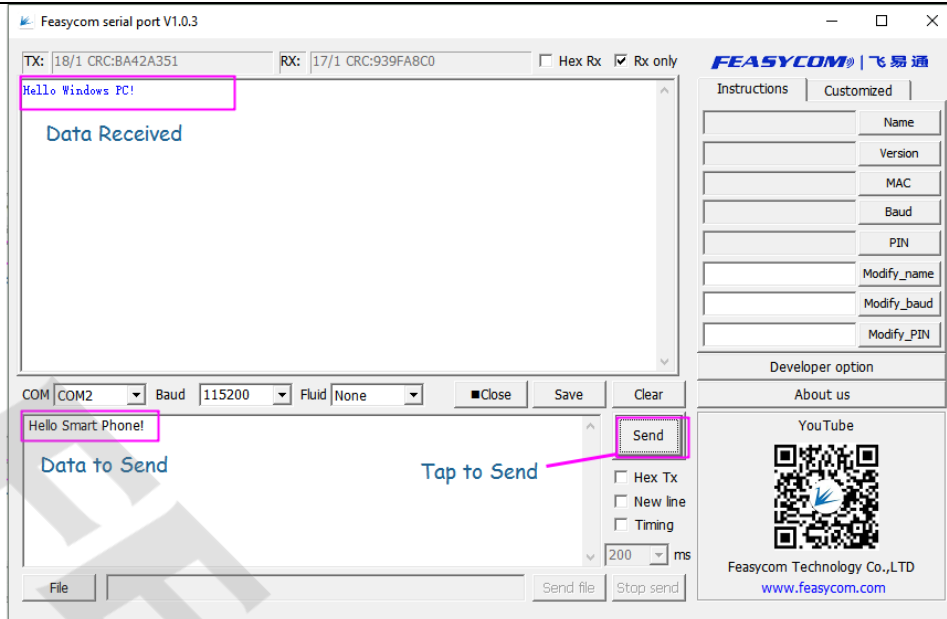 Feasycom serial port V1.0.3
TX: 18/1 CRC:BA42A351 RX: 17/1 CRC:939FA8C0 Hex Rx Rx only
FEASYCOM 飞易通
Hello Windows PC!
Data Received
Instructions Customized
Name
Version
MAC
Baud
PIN
Modify_name
Modify_baud
Modify_PIN
Developer option
About us
COM COM2 Baud 115200 Fluid None Close Save Clear
Hello Smart Phone!
Data to Send
Tap to Send
Send
Hex Tx
New line
Timing
200 ms
File Send file Stop send
YouTube
Feasycom Technology Co.,LTD
www.feasycom.com